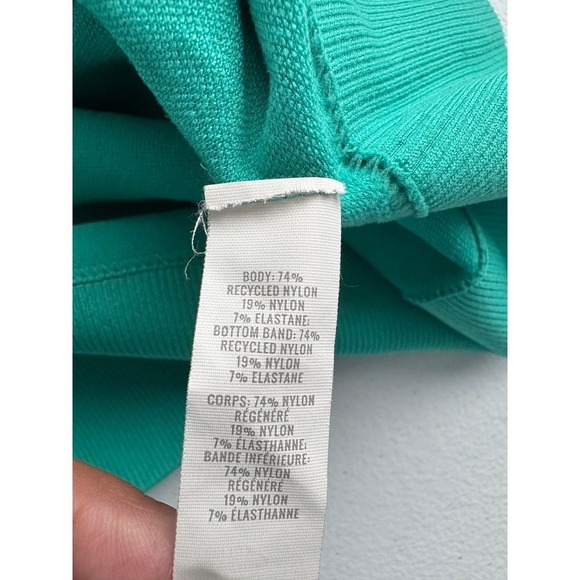 BODY: 74%
RECYCLED NYLON
19% NYLON
7% ELASTANE;
BOTTOM BAND: 74%
RECYCLED NYLON
19% NYLON
7% ELASTANE
CORPS: 74% NYLON
RÉGÉNÉRÉ
19% NYLON
7% ÉLASTHANNE;
BANDE INFÉRIEURE:
74% NYLON
RÉGÉNÉRÉ
19% NYLON
7% ÉLASTHANNE